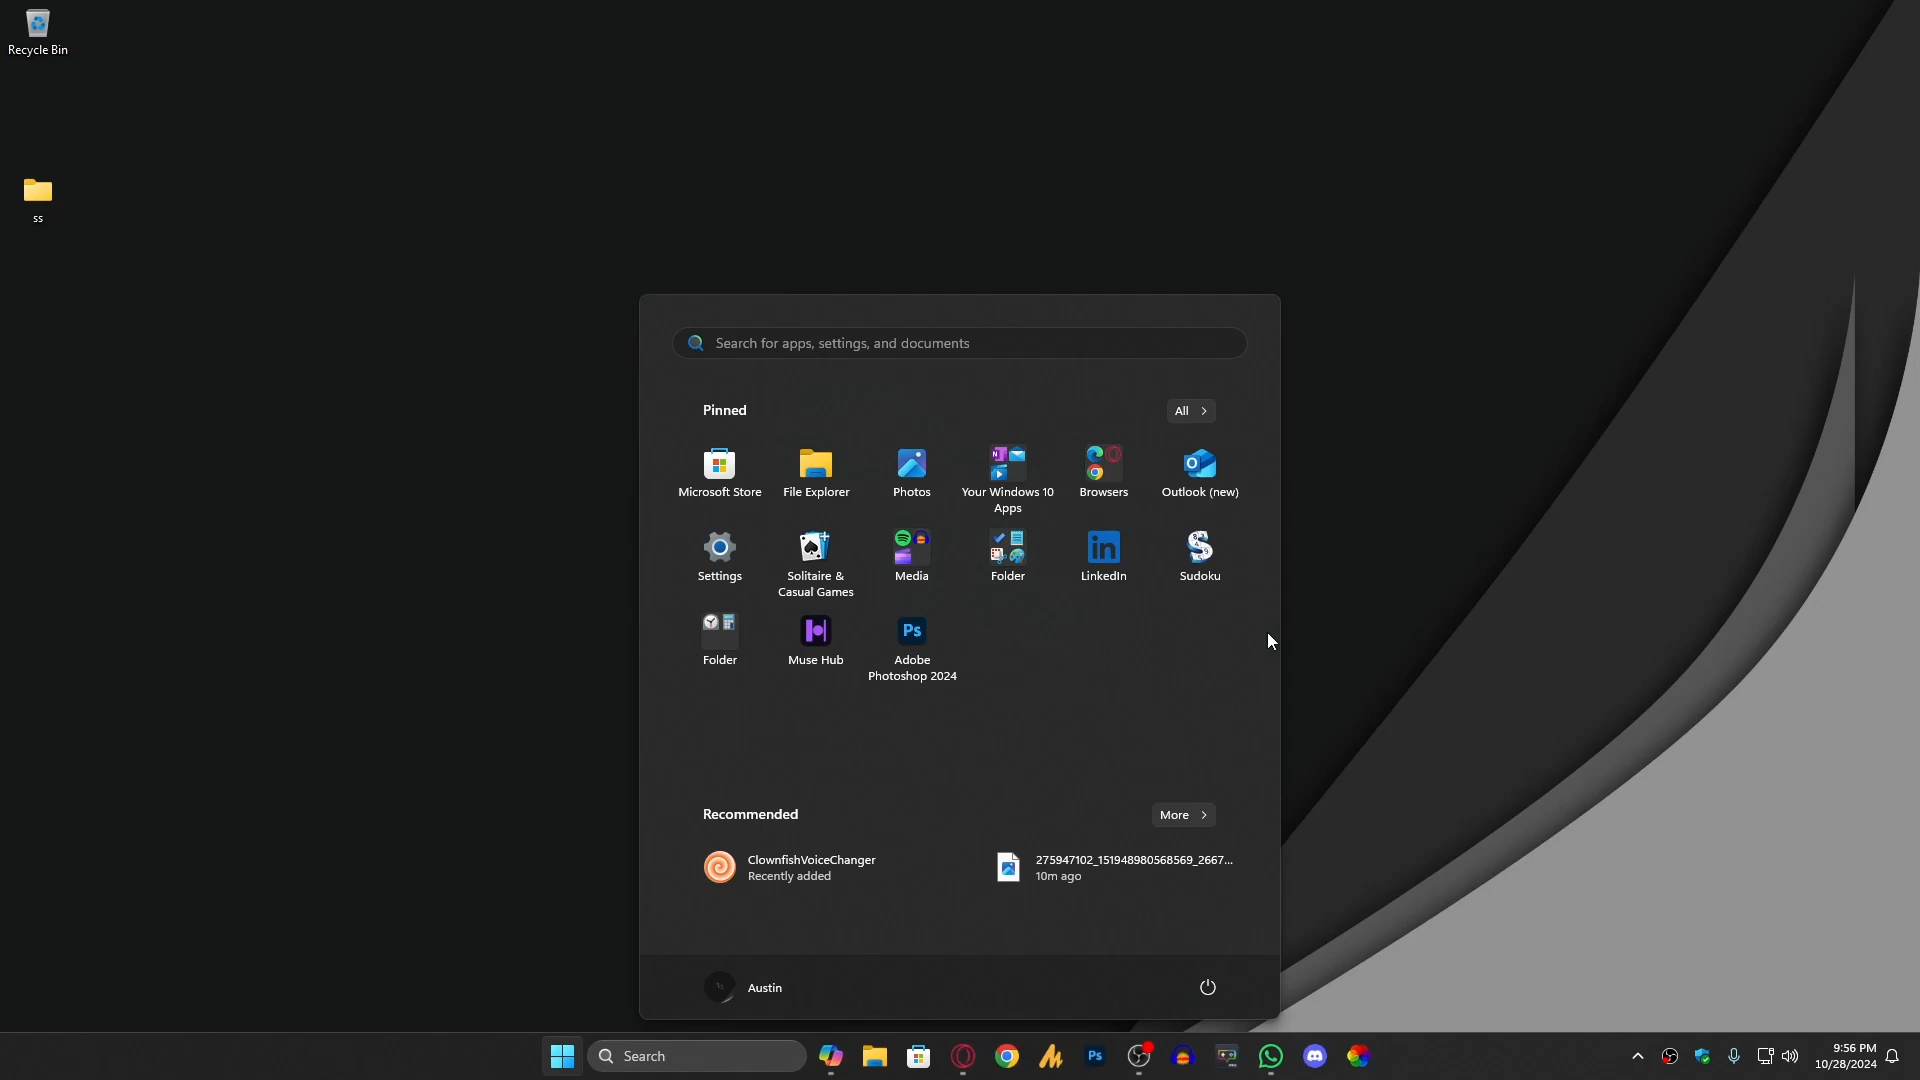 Recycle Bin
ss
Search for apps, settings, and documents
Pinned
All
Microsoft Store
File Explorer
Photos
Your Windows 10
Apps
Browsers
Outlook (new)
Settings
Solitaire &
Casual Games
Media
Folder
LinkedIn
Sudoku
Folder
Muse Hub
Adobe
Photoshop 2024
Recommended
More
ClownfishVoiceChanger
Recently added
275947102_151948980568569_2667...
10m ago
Austin
Search
9:56 PM
10/28/2024